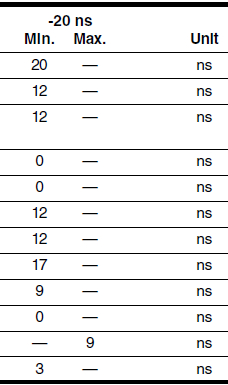 -20 ns
Min. Max. Unit
20 — ns
12 — ns
12 — ns
0 — ns
0 — ns
12 — ns
12 — ns
17 — ns
9 — ns
0 — ns
— 9 ns
3 — ns